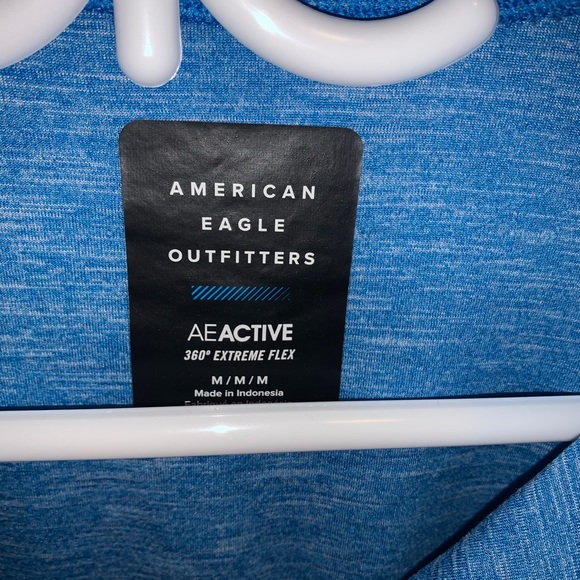 AMERICAN
EAGLE
OUTFITTERS
AEACTIVE
360° EXTREME FLEX
M / M / M
Made in Indonesia